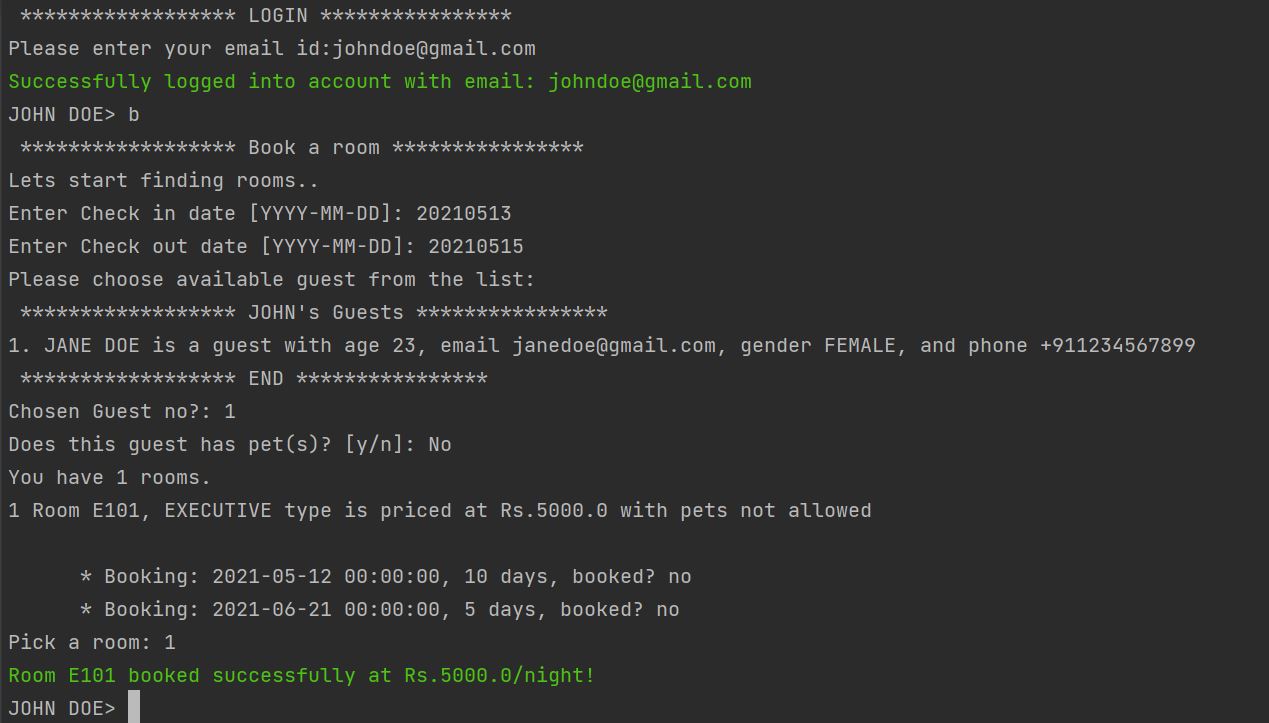 ****************** LOGIN ****************
Please enter your email id:johndoe@gmail.com
Successfully logged into account with email: johndoe@gmail.com
JOHN DOE> b
****************** Book a room ****************
Lets start finding rooms..
Enter Check in date [YYYY-MM-DD]: 20210513
Enter Check out date [YYYY-MM-DD]: 20210515
Please choose available guest from the list:
****************** JOHN's Guests ****************
1. JANE DOE is a guest with age 23, email janedoe@gmail.com, gender FEMALE, and phone +911234567899
****************** END ****************
Chosen Guest no?: 1
Does this guest has pet(s)? [y/n]: No
You have 1 rooms.
1 Room E101, EXECUTIVE type is priced at Rs.5000.0 with pets not allowed
* Booking: 2021-05-12 00:00:00, 10 days, booked? no
* Booking: 2021-06-21 00:00:00, 5 days, booked? no
Pick a room: 1
Room E101 booked successfully at Rs.5000.0/night!
JOHN DOE>